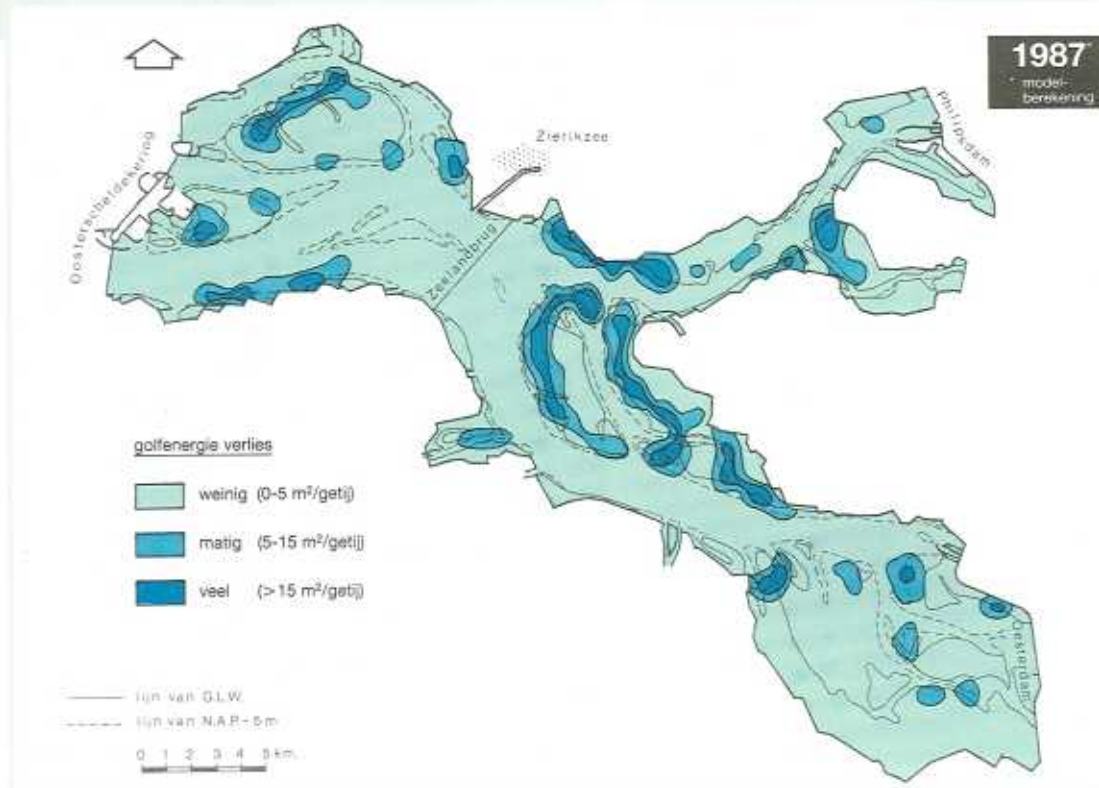 1987*
* model-
berekening
Philipsdam
Zierikzee
Oosterscheldekering
Zeelandbrug
golfenergie verlies
weinig (0-5 m²/getij)
matig (5-15 m²/getij)
veel (>15 m²/getij)
Oesterdam
lijn van G.L.W.
lijn van N.A.P.-5m
0 1 2 3 4 5 km.